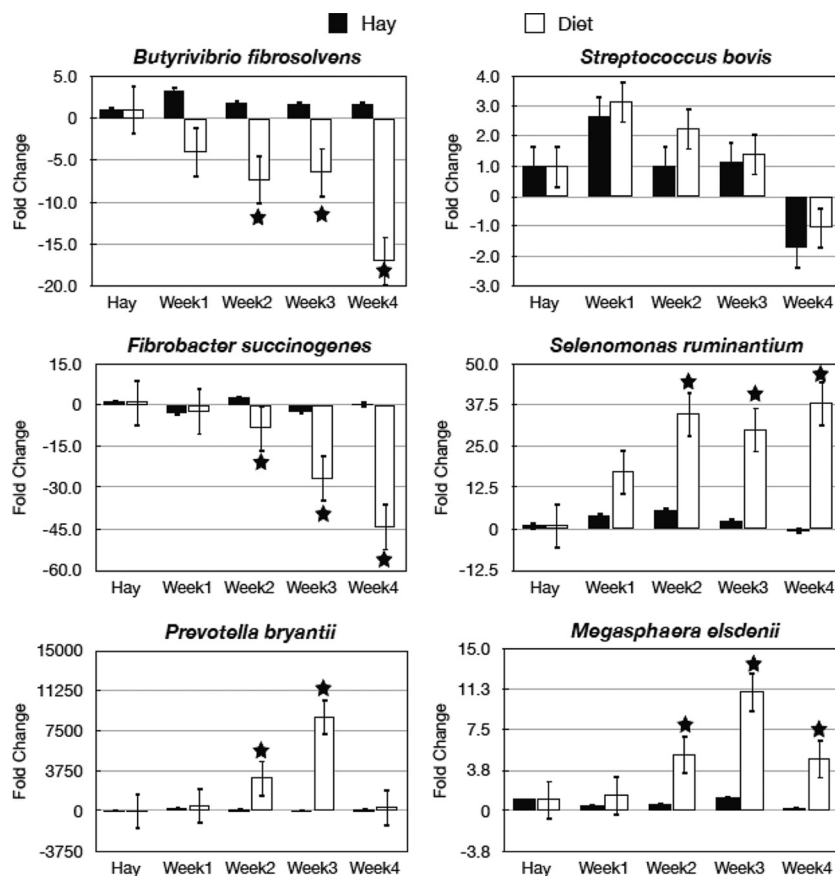 Hay Diet
Butyrivibrio fibrosolvens
5.0
0
-5.0
-10.0
-15.0
-20.0
Fold Change
Hay Week1 Week2 Week3 Week4
Streptococcus bovis
4.0
3.0
2.0
1.0
0
-1.0
-2.0
-3.0
Fold Change
Hay Week1 Week2 Week3 Week4
Fibrobacter succinogenes
15.0
0
-15.0
-30.0
-45.0
-60.0
Fold Change
Hay Week1 Week2 Week3 Week4
Selenomonas ruminantium
50.0
37.5
25.0
12.5
0
-12.5
Fold Change
Hay Week1 Week2 Week3 Week4
Prevotella bryantii
15000
11250
7500
3750
0
-3750
Fold Change
Hay Week1 Week2 Week3 Week4
Megasphaera elsdenii
15.0
11.3
7.5
3.8
0
-3.8
Fold Change
Hay Week1 Week2 Week3 Week4